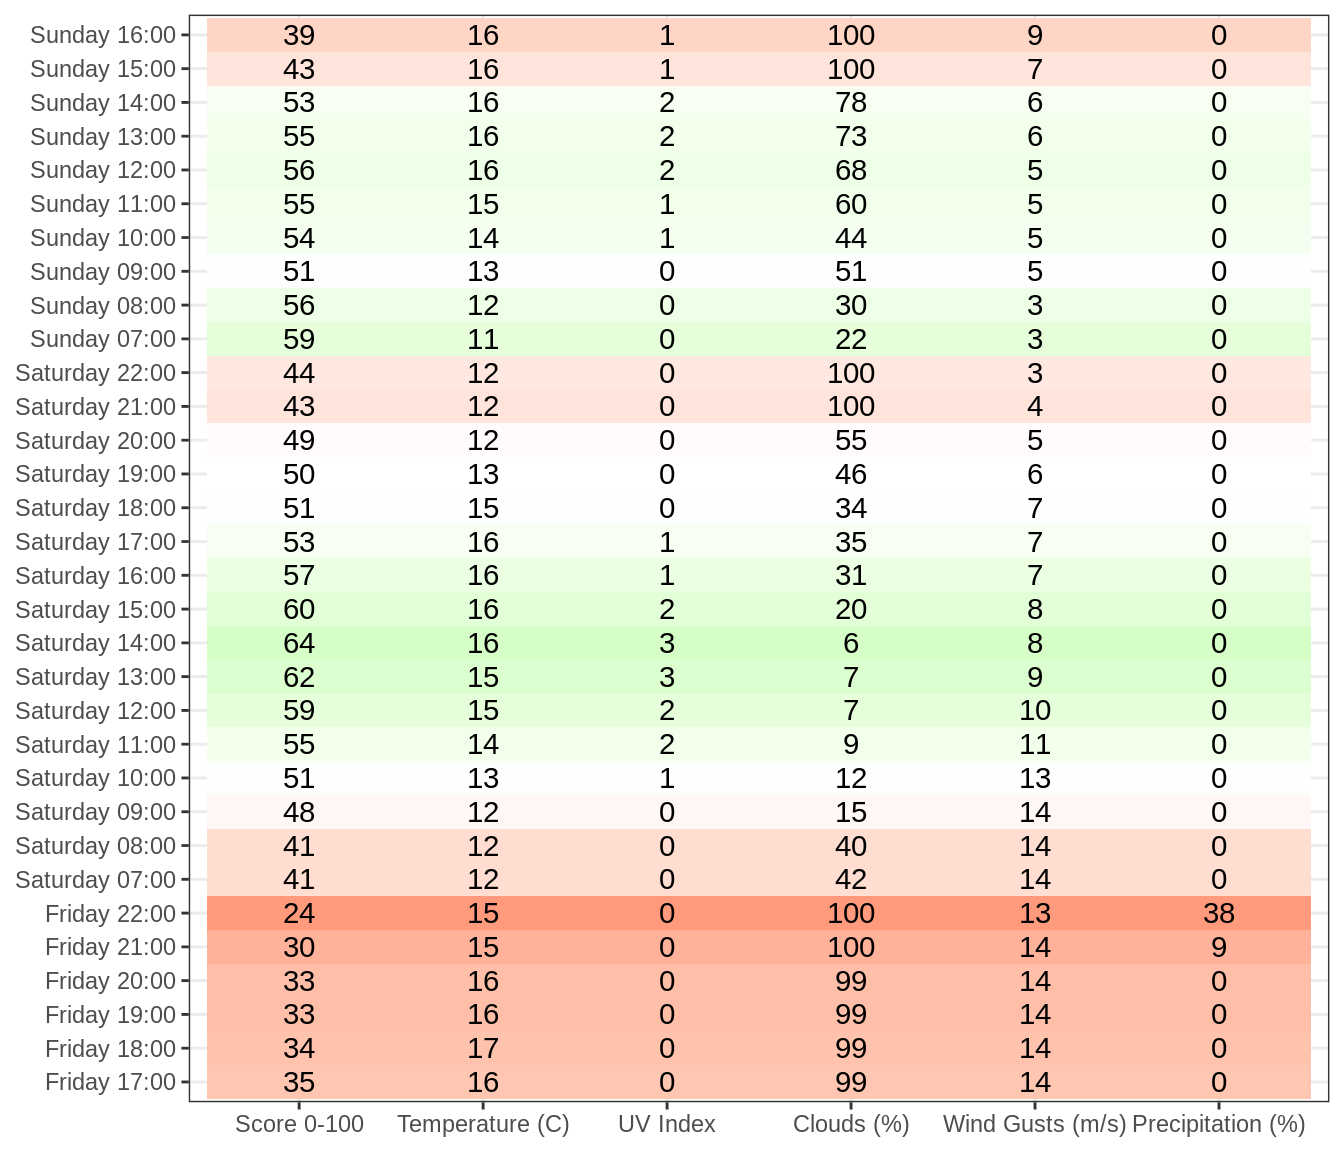 Sunday 16:00 39 16 1 100 9 0
Sunday 15:00 43 16 1 100 7 0
Sunday 14:00 53 16 2 78 6 0
Sunday 13:00 55 16 2 73 6 0
Sunday 12:00 56 16 2 68 5 0
Sunday 11:00 55 15 1 60 5 0
Sunday 10:00 54 14 1 44 5 0
Sunday 09:00 51 13 0 51 5 0
Sunday 08:00 56 12 0 30 3 0
Sunday 07:00 59 11 0 22 3 0
Saturday 22:00 44 12 0 100 3 0
Saturday 21:00 43 12 0 100 4 0
Saturday 20:00 49 12 0 55 5 0
Saturday 19:00 50 13 0 46 6 0
Saturday 18:00 51 15 0 34 7 0
Saturday 17:00 53 16 1 35 7 0
Saturday 16:00 57 16 1 31 7 0
Saturday 15:00 60 16 2 20 8 0
Saturday 14:00 64 16 3 6 8 0
Saturday 13:00 62 15 3 7 9 0
Saturday 12:00 59 15 2 7 10 0
Saturday 11:00 55 14 2 9 11 0
Saturday 10:00 51 13 1 12 13 0
Saturday 09:00 48 12 0 15 14 0
Saturday 08:00 41 12 0 40 14 0
Saturday 07:00 41 12 0 42 14 0
Friday 22:00 24 15 0 100 13 38
Friday 21:00 30 15 0 100 14 9
Friday 20:00 33 16 0 99 14 0
Friday 19:00 33 16 0 99 14 0
Friday 18:00 34 17 0 99 14 0
Friday 17:00 35 16 0 99 14 0
Score 0-100 Temperature (C) UV Index Clouds (%) Wind Gusts (m/s) Precipitation (%)